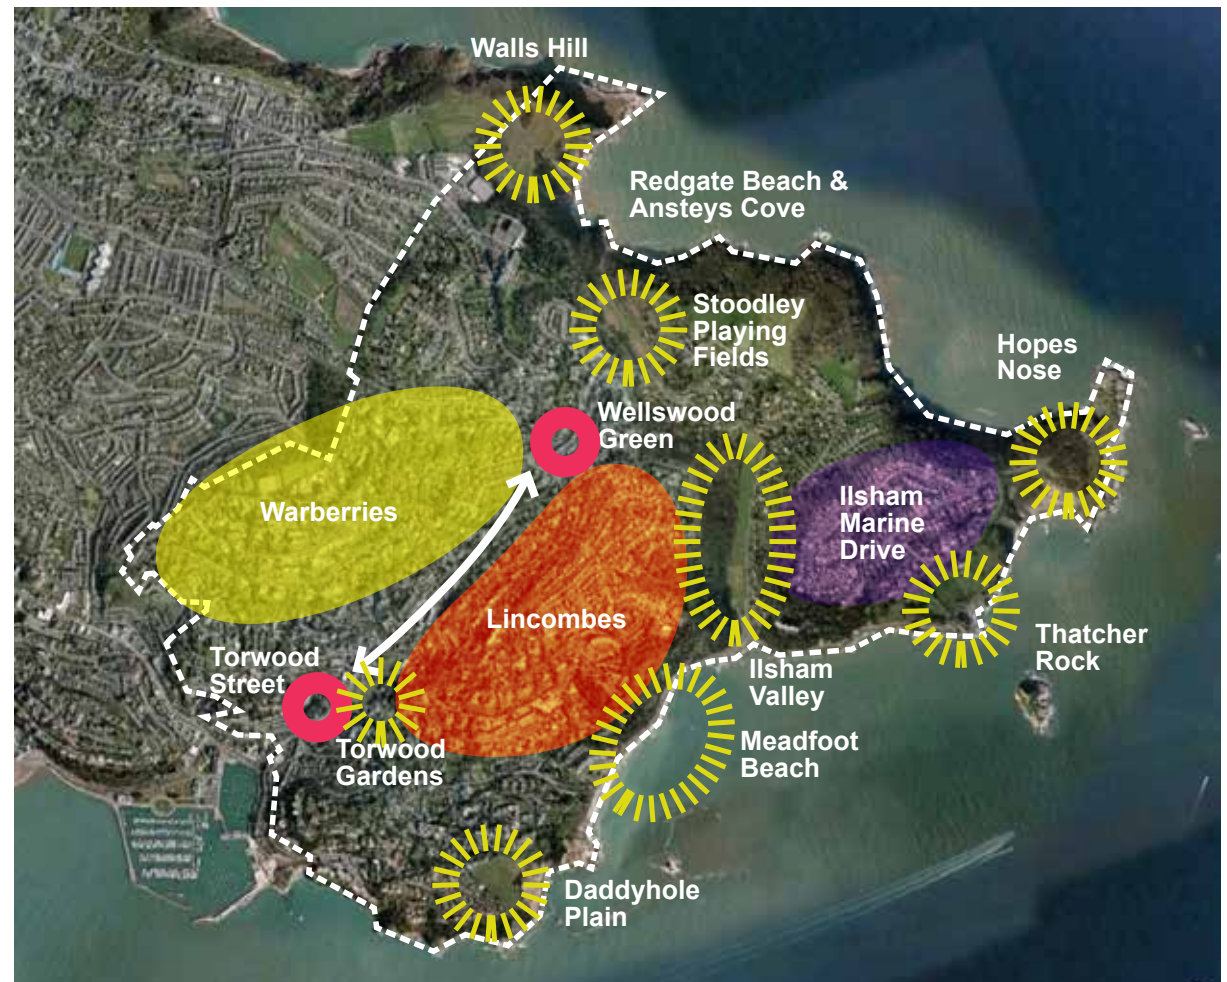 Walls Hill
Redgate Beach &
Ansteys Cove
Stoodley
Playing
Fields
Hopes
Nose
Wellswood
Green
Warberries
Ilsham
Marine
Drive
Lincombes
Torwood
Street
Thatcher
Rock
Ilsham
Valley
Torwood
Gardens
Meadfoot
Beach
Daddyhole
Plain